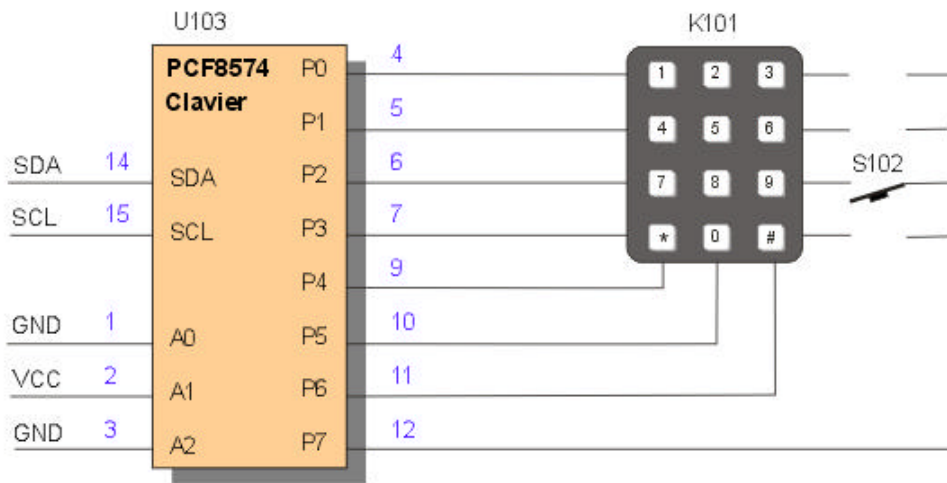 U103
K101
PCF8574
Clavier
P0
4
1 2 3
P1
5
4 5 6
SDA
14
SDA
P2
6
7 8 9
S102
SCL
15
SCL
P3
7
* 0 #
P4
9
GND
1
A0
P5
10
VCC
2
A1
P6
11
GND
3
A2
P7
12